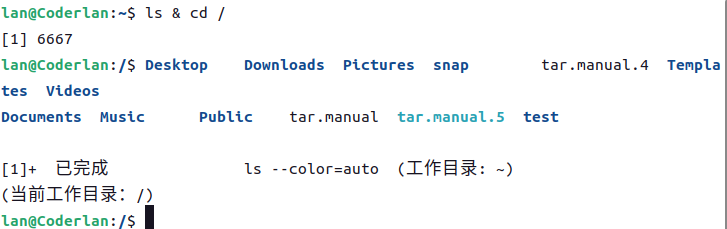 lan@Coderlan:~$ ls & cd /
[1] 6667
lan@Coderlan:/$ Desktop    Downloads  Pictures  snap        tar.manual.4  Templa
tes  Videos
Documents  Music      Public    tar.manual  tar.manual.5  test
[1]+  已完成               ls --color=auto  (工作目录: ~)
(当前工作目录：/)
lan@Coderlan:/$